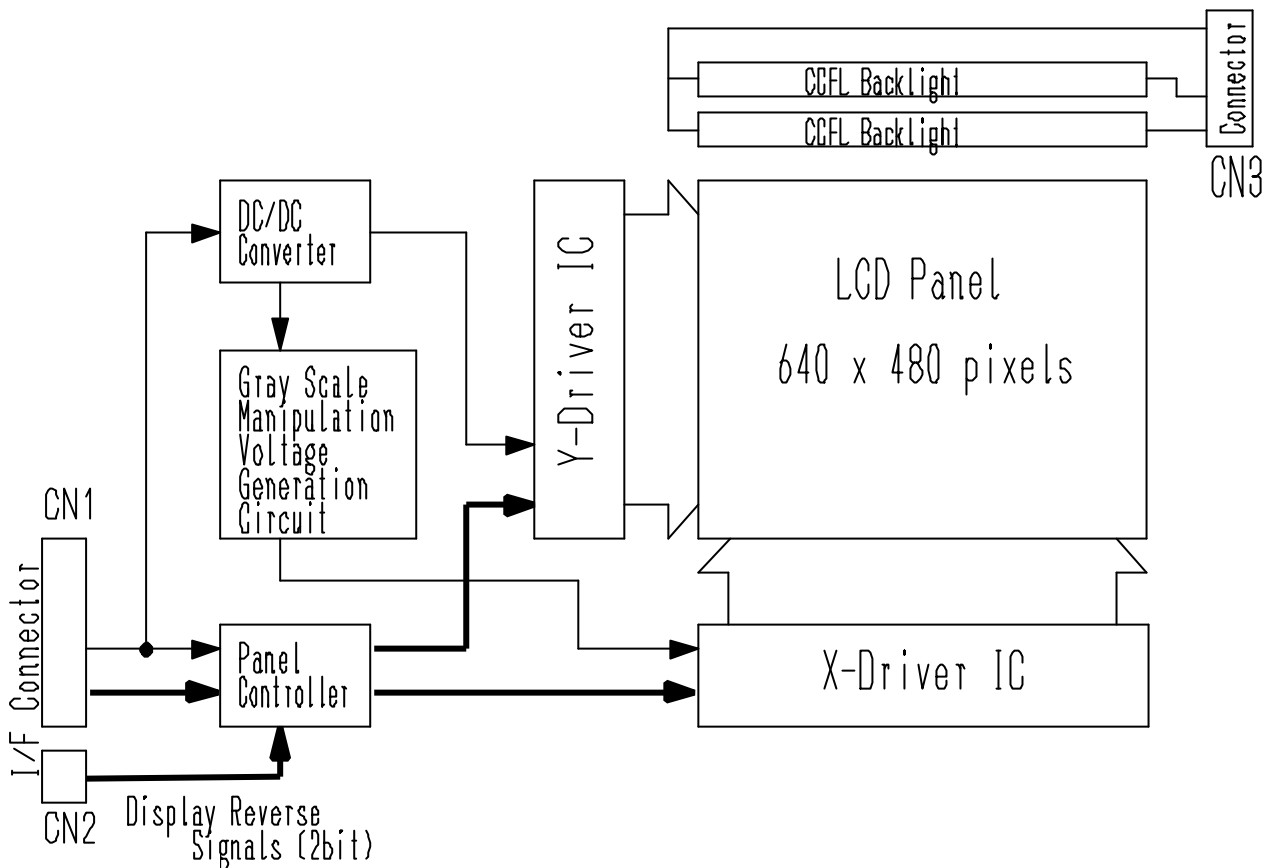 CCFL Backlight
CCFL Backlight
Connector
CN3
DC/DC
Converter
Y-Driver IC
LCD Panel
640 x 480 pixels
Gray Scale
Manipulation
Voltage
Generation
Circuit
CN1
I/F Connector
Panel
Controller
X-Driver IC
CN2
Display Reverse
Signals (2bit)